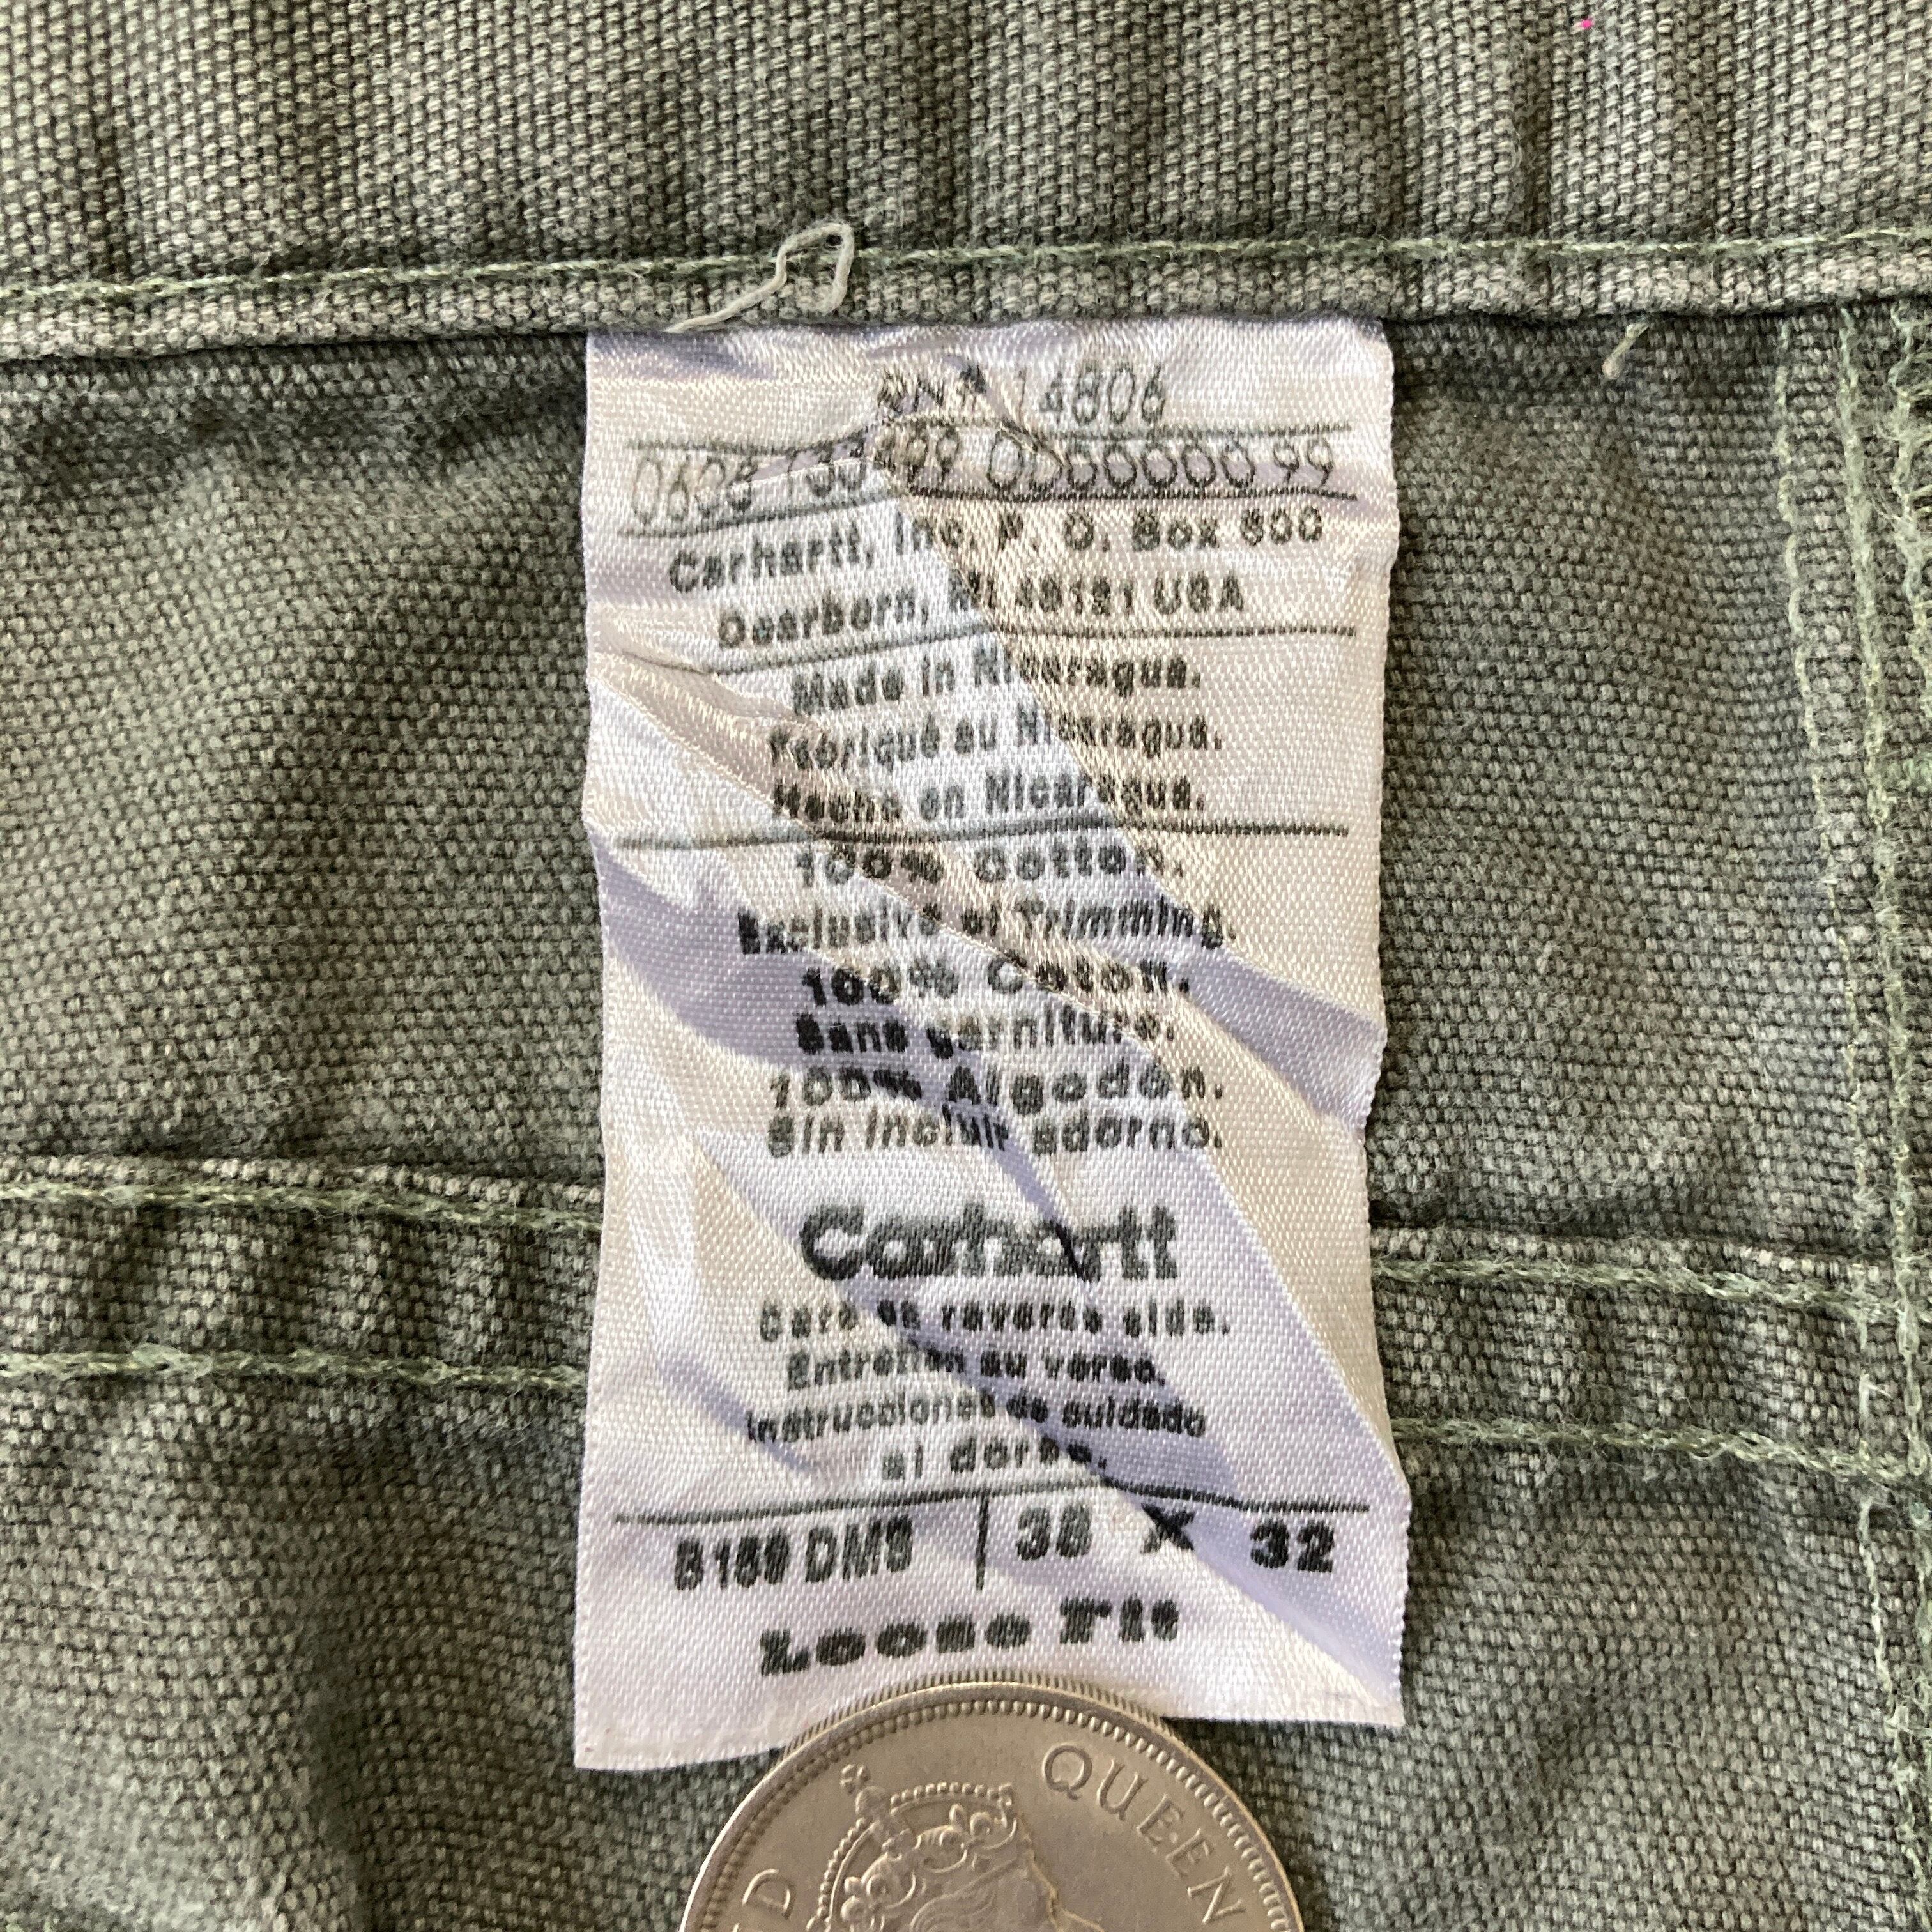 RN # 14806
Carhartt, Inc. P. O. Box 600
Dearborn, MI 48121 USA
Made in Nicaragua.
Fabriqué au Nicaragua.
Hecho en Nicaragua.
100% Cotton.
Exclusive of Trimming.
100% Coton.
Sans garniture.
100% Algodón.
Sin incluir adorno.
Carhartt
Care on reverse side.
Entretien au verso.
Instrucciones de cuidado
al dorso.
38 X 32
Loose Fit
QUEEN